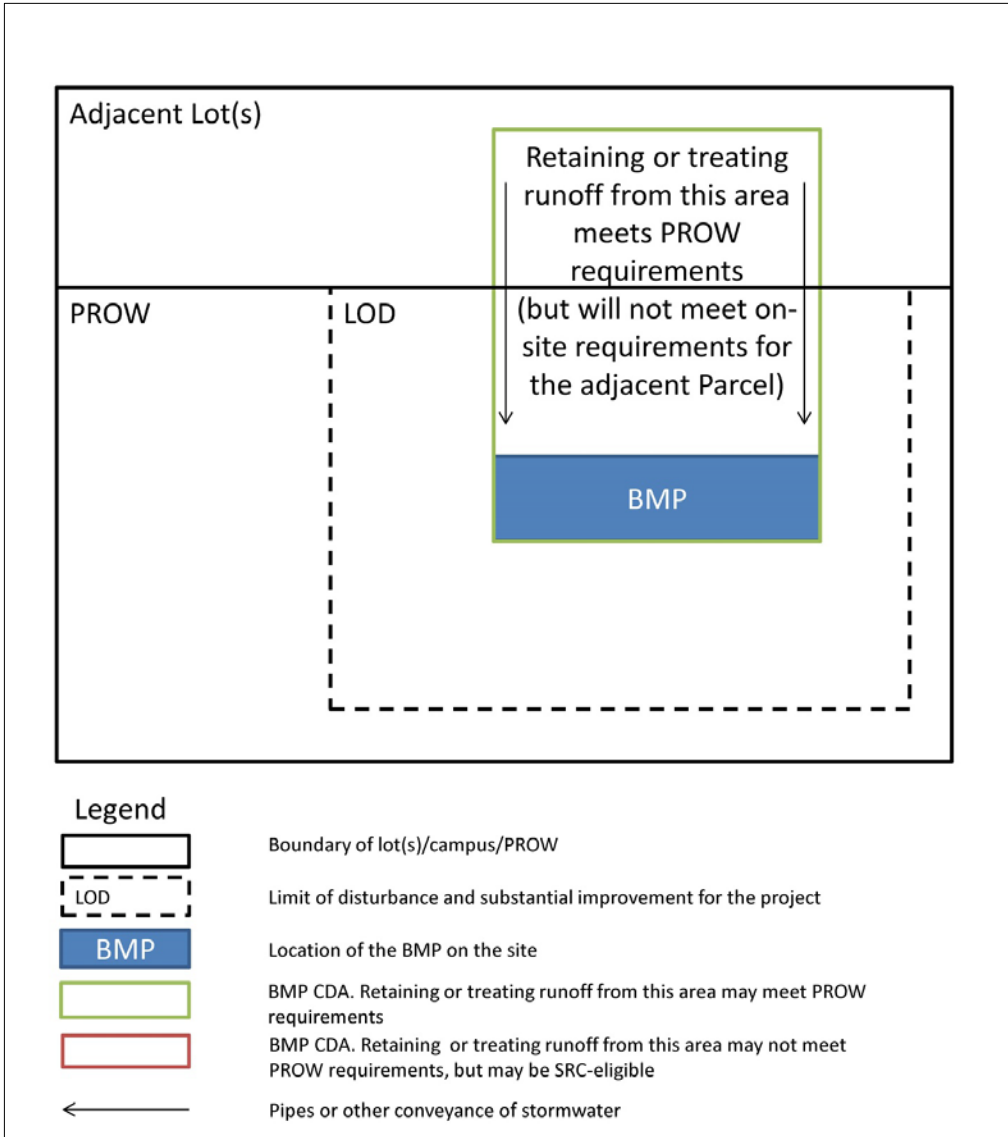 Adjacent Lot(s)
Retaining or treating
runoff from this area
meets PROW
requirements
(but will not meet on-
site requirements for
the adjacent Parcel)
PROW
LOD
BMP
Legend
Boundary of lot(s)/campus/PROW
LOD
Limit of disturbance and substantial improvement for the project
BMP
Location of the BMP on the site
BMP CDA. Retaining or treating runoff from this area may meet PROW
requirements
BMP CDA. Retaining or treating runoff from this area may not meet
PROW requirements, but may be SRC-eligible
Pipes or other conveyance of stormwater